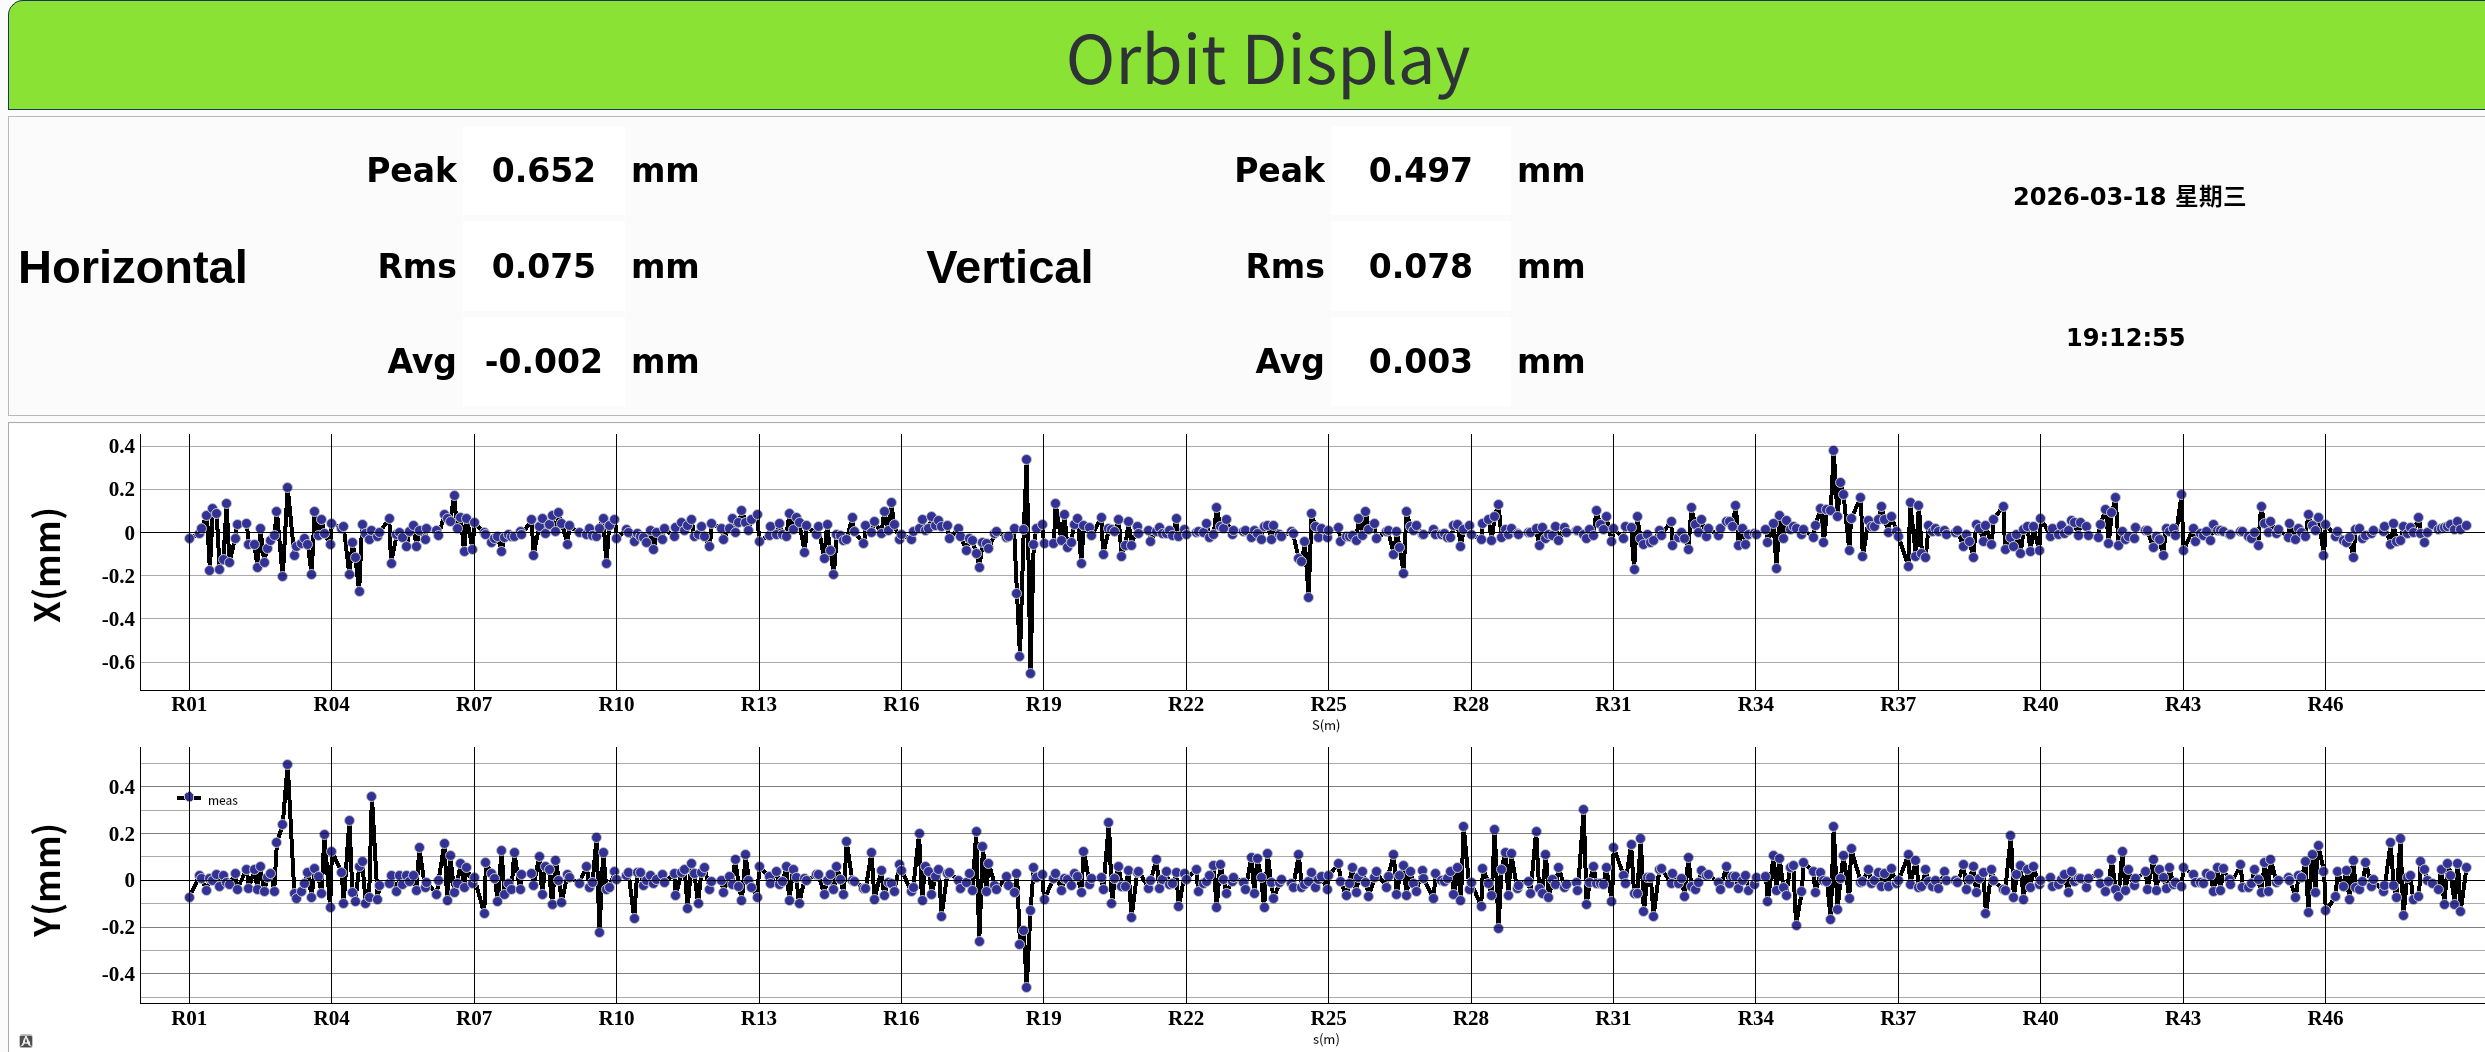 Orbit Display
Horizontal
Peak 0.652 mm
Rms 0.075 mm
Avg -0.002 mm
Vertical
Peak 0.497 mm
Rms 0.078 mm
Avg 0.003 mm
2026-03-18 星期三
19:12:55
X(mm)
0.4
0.2
0
-0.2
-0.4
-0.6
R01 R04 R07 R10 R13 R16 R19 R22 R25 R28 R31 R34 R37 R40 R43 R46
S(m)
Y(mm)
0.4
meas
0.2
0
-0.2
-0.4
R01 R04 R07 R10 R13 R16 R19 R22 R25 R28 R31 R34 R37 R40 R43 R46
s(m)
A